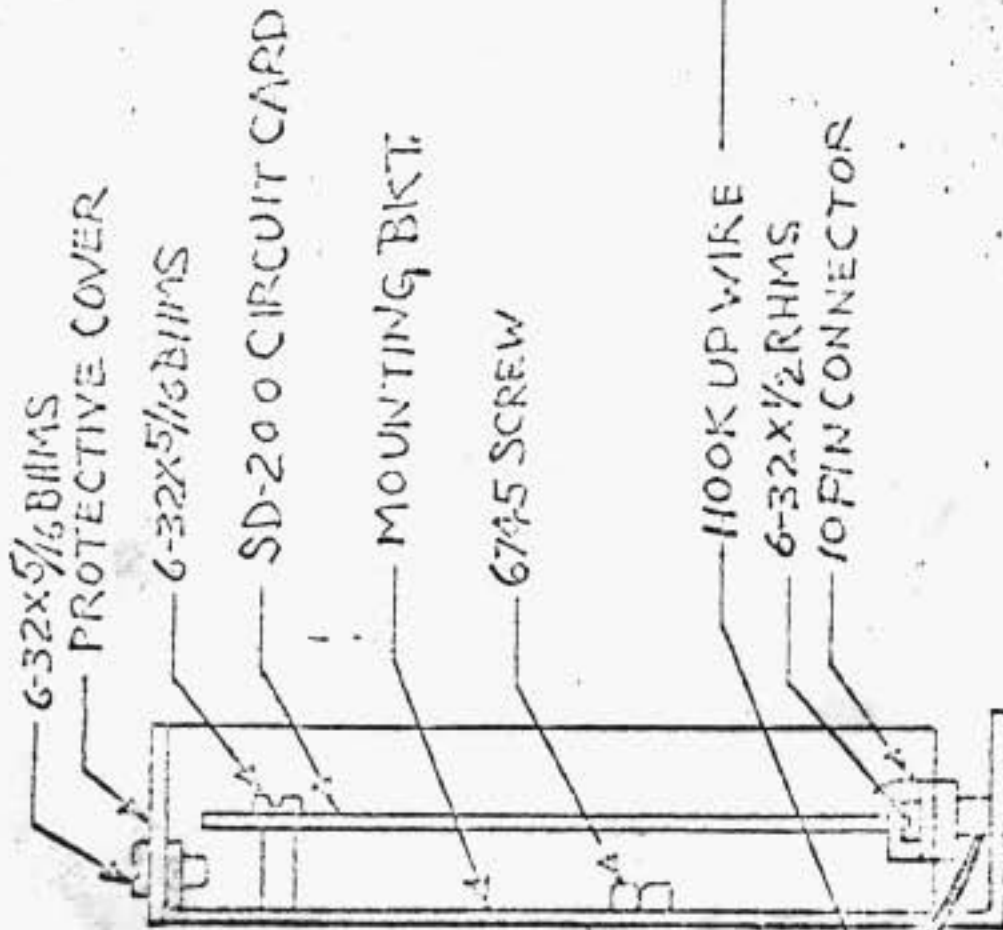 6-32X5/16 BHMS
PROTECTIVE COVER
6-32X5/16 BHMS
SD-200 CIRCUIT CARD
MOUNTING BKT.
SCREW
HOOK UP WIRE
6-32X1/2 RHMS
10 PIN CONNECTOR